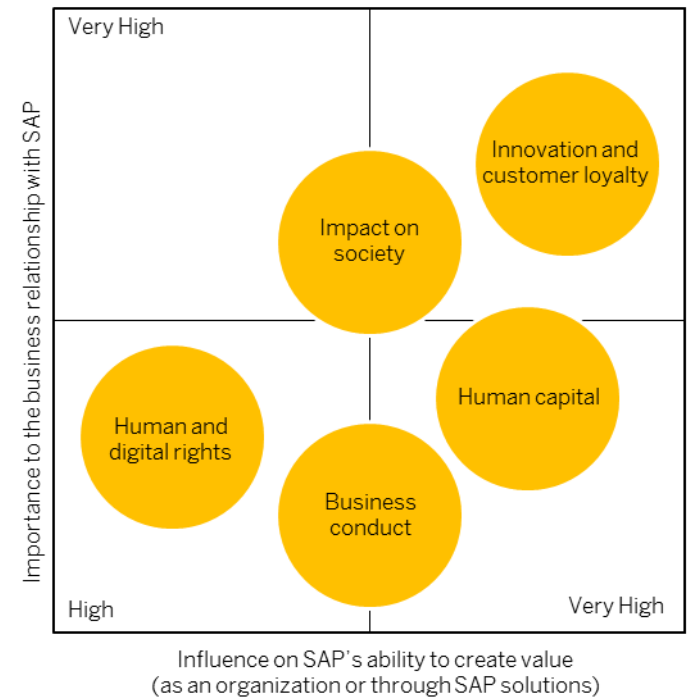 Very High
Importance to the business relationship with SAP
Innovation and
customer loyalty
Impact on
society
Human capital
Human and
digital rights
Business
conduct
High
Very High
Influence on SAP's ability to create value
(as an organization or through SAP solutions)